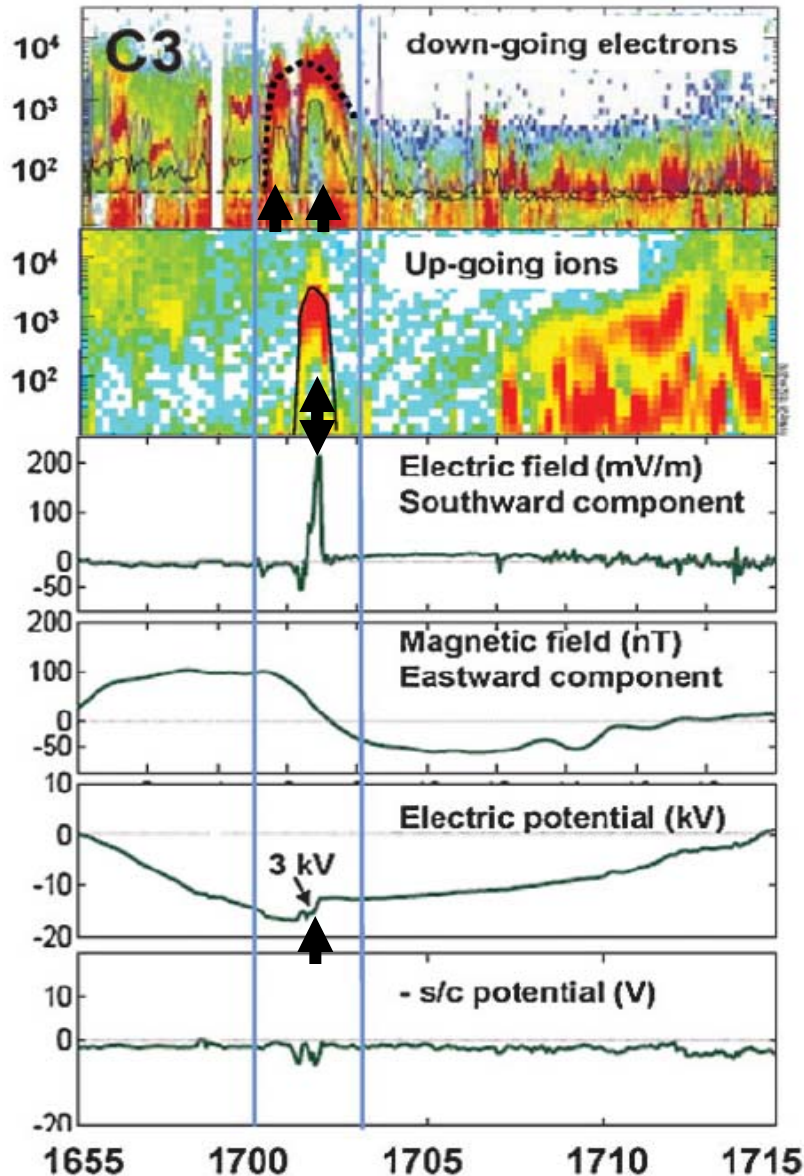 C3
down-going electrons
10⁴
10³
10²
Up-going ions
10⁴
10³
10²
Electric field (mV/m)
Southward component
200
100
0
-50
Magnetic field (nT)
Eastward component
200
100
0
-50
Electric potential (kV)
10
0
3 kV
-10
-20
- s/c potential (V)
10
0
-20
1655 1700 1705 1710 1715